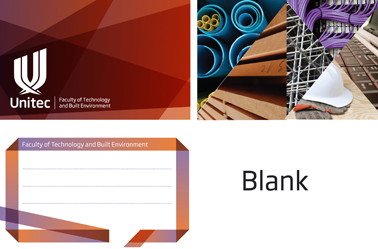 Unitec
Faculty of Technology
and Built Environment
Faculty of Technology and Built Environment
Blank